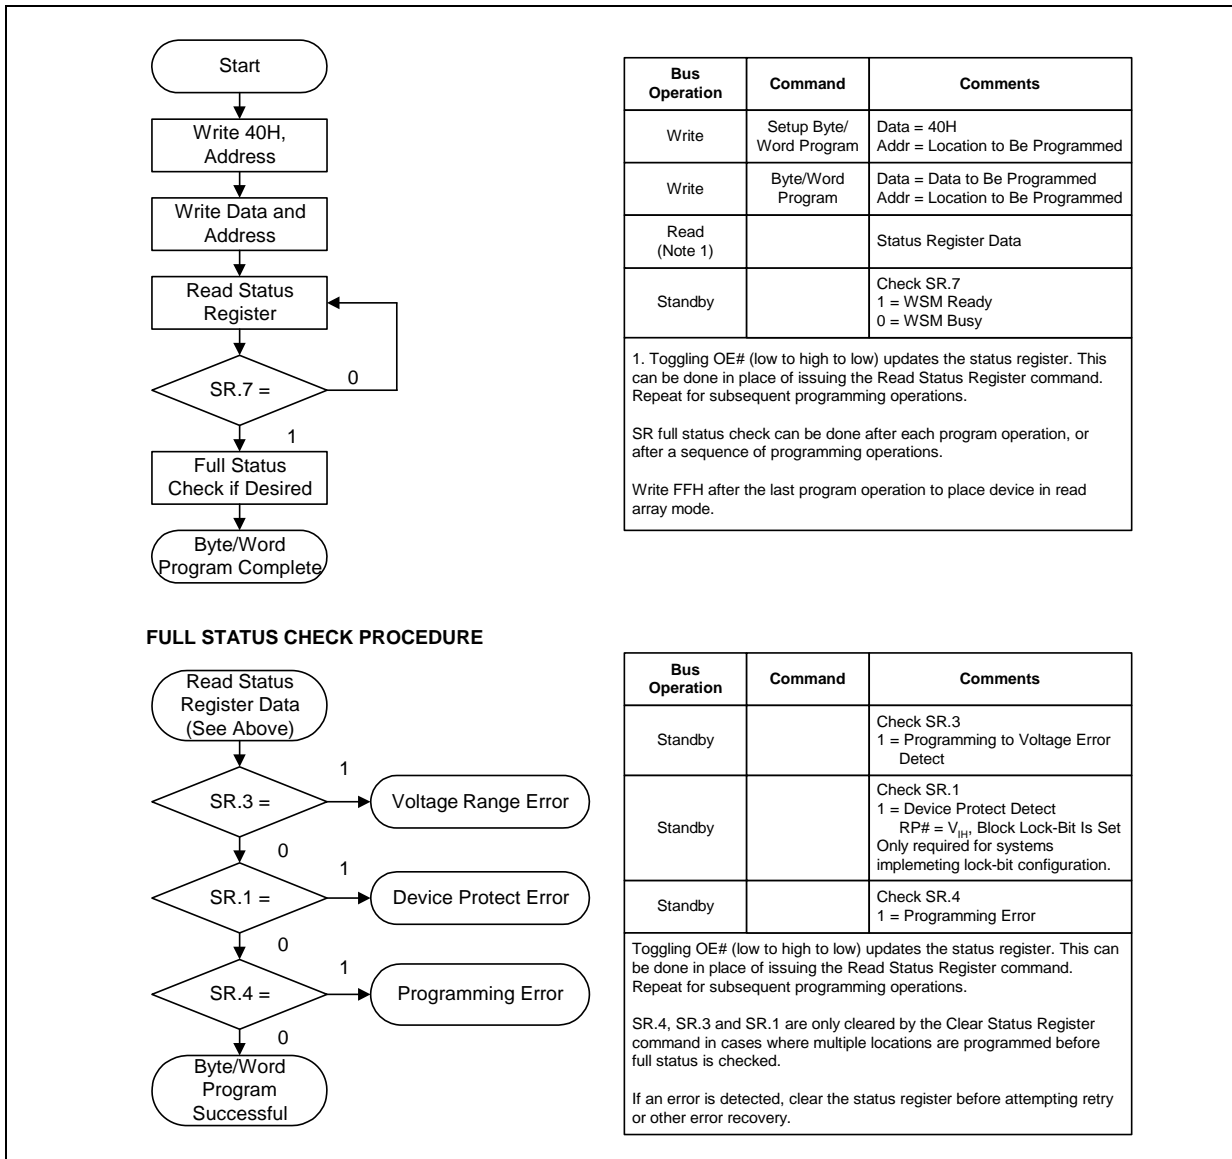 Start
Write 40H,
Address
Write Data and
Address
Read Status
Register
SR.7 =
0
1
Full Status
Check if Desired
Byte/Word
Program Complete
Bus
Operation
Command
Comments
Write
Setup Byte/
Word Program
Data = 40H
Addr = Location to Be Programmed
Write
Byte/Word
Program
Data = Data to Be Programmed
Addr = Location to Be Programmed
Read
(Note 1)
Status Register Data
Standby
Check SR.7
1 = WSM Ready
0 = WSM Busy
1. Toggling OE# (low to high to low) updates the status register. This
can be done in place of issuing the Read Status Register command.
Repeat for subsequent programming operations.
SR full status check can be done after each program operation, or
after a sequence of programming operations.
Write FFH after the last program operation to place device in read
array mode.
FULL STATUS CHECK PROCEDURE
Read Status
Register Data
(See Above)
SR.3 =
1
Voltage Range Error
0
SR.1 =
1
Device Protect Error
0
SR.4 =
1
Programming Error
0
Byte/Word
Program
Successful
Bus
Operation
Command
Comments
Standby
Check SR.3
1 = Programming to Voltage Error
Detect
Standby
Check SR.1
1 = Device Protect Detect
RP# = VIH, Block Lock-Bit Is Set
Only required for systems
implemeting lock-bit configuration.
Standby
Check SR.4
1 = Programming Error
Toggling OE# (low to high to low) updates the status register. This can
be done in place of issuing the Read Status Register command.
Repeat for subsequent programming operations.
SR.4, SR.3 and SR.1 are only cleared by the Clear Status Register
command in cases where multiple locations are programmed before
full status is checked.
If an error is detected, clear the status register before attempting retry
or other error recovery.